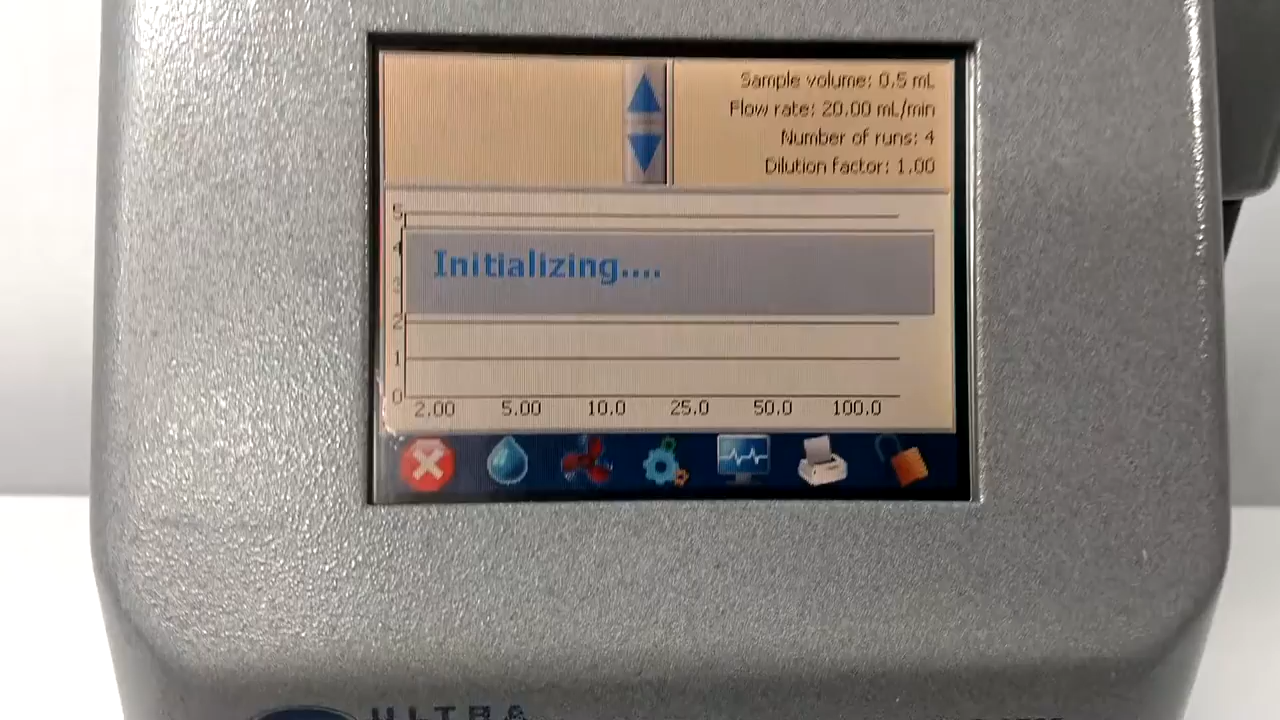 Sample volume: 0.5 mL
Flow rate: 20.00 mL/min
Number of runs: 4
Dilution factor: 1.00
5
4
Initializing....
3
2
1
0
2.00 5.00 10.0 25.0 50.0 100.0
ULTRA